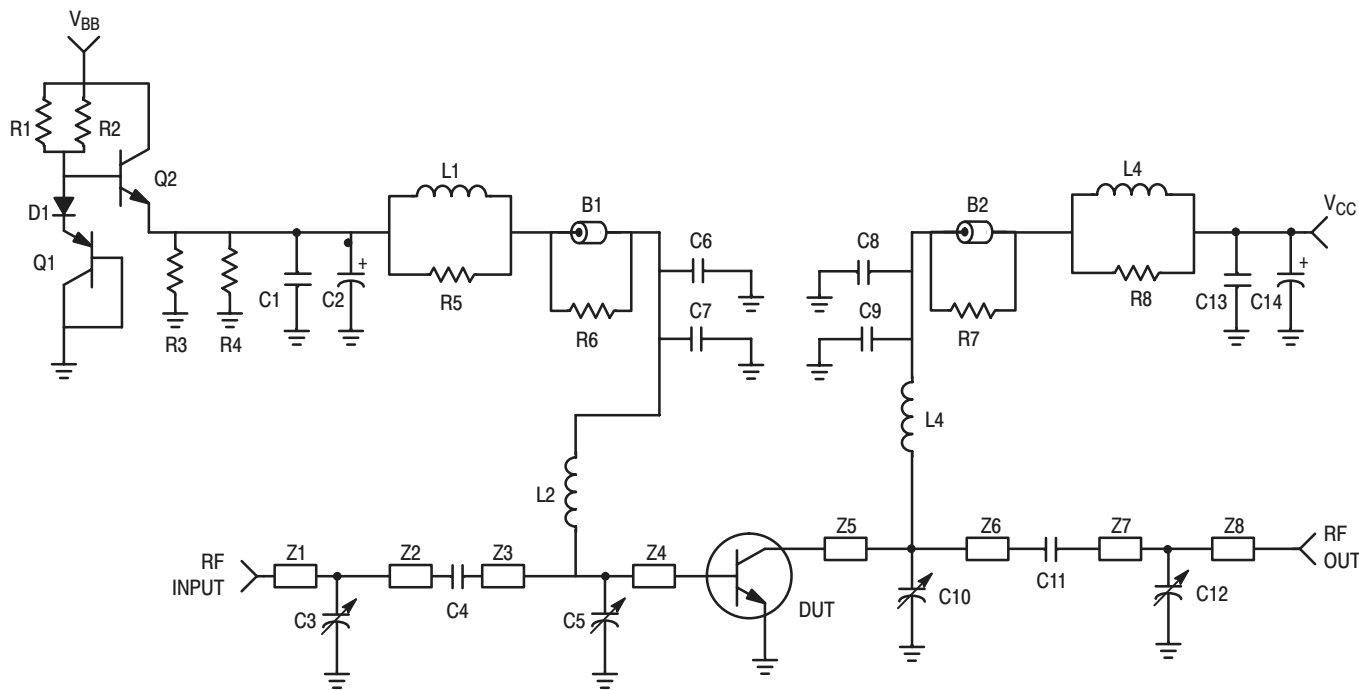 VBB
R1
R2
Q2
D1
Q1
R3
R4
C1
C2
+
L1
R5
B1
R6
C6
C7
C8
C9
B2
R7
L4
R8
VCC
C13
C14
+
L4
L2
RF
INPUT
Z1
C3
Z2
C4
Z3
C5
Z4
DUT
Z5
C10
Z6
C11
Z7
C12
Z8
RF
OUT